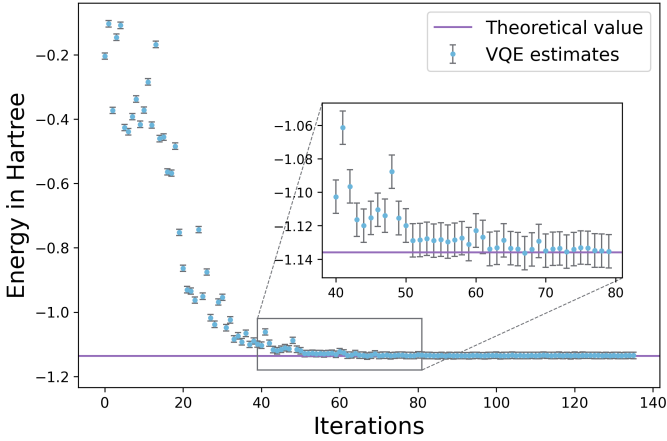 Theoretical value
VQE estimates
Energy in Hartree
−0.2
−0.4
−0.6
−0.8
−1.0
−1.2
−1.06
−1.08
−1.10
−1.12
−1.14
40 50 60 70 80
0 20 40 60 80 100 120 140
Iterations